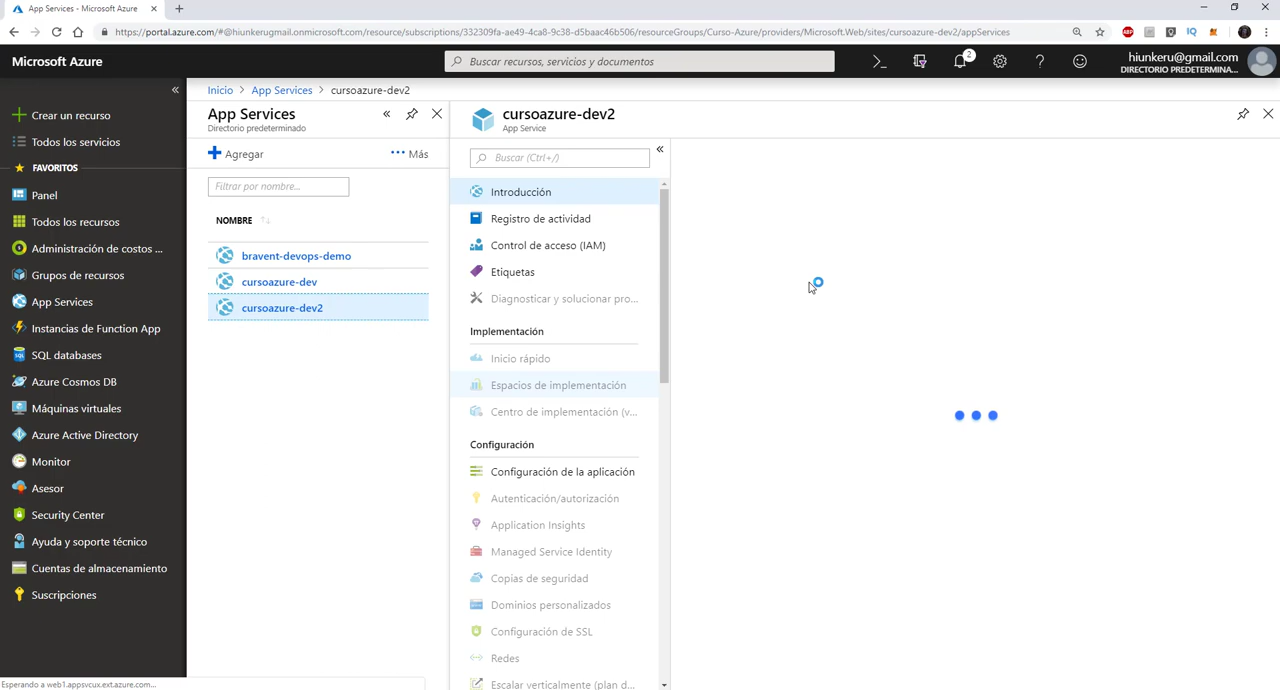 App Services - Microsoft Azure
https://portal.azure.com/#@hiunkerugmail.onmicrosoft.com/resource/subscriptions/332309fa-ae49-4ca8-9c38-d5baac46b506/resourceGroups/Curso-Azure/providers/Microsoft.Web/sites/cursoazure-dev2/appServices
ABP
IQ
Microsoft Azure
Buscar recursos, servicios y documentos
2
hiunkeru@gmail.com
DIRECTORIO PREDETERMINA...
Inicio > App Services > cursoazure-dev2
Crear un recurso
Todos los servicios
FAVORITOS
Panel
Todos los recursos
Administración de costos ...
Grupos de recursos
App Services
Instancias de Function App
SQL databases
Azure Cosmos DB
Máquinas virtuales
Azure Active Directory
Monitor
Asesor
Security Center
Ayuda y soporte técnico
Cuentas de almacenamiento
Suscripciones
App Services
Directorio predeterminado
Agregar
Más
Filtrar por nombre...
NOMBRE
bravent-devops-demo
cursoazure-dev
cursoazure-dev2
cursoazure-dev2
App Service
Buscar (Ctrl+/)
Introducción
Registro de actividad
Control de acceso (IAM)
Etiquetas
Diagnosticar y solucionar pro...
Implementación
Inicio rápido
Espacios de implementación
Centro de implementación (v...
Configuración
Configuración de la aplicación
Autenticación/autorización
Application Insights
Managed Service Identity
Copias de seguridad
Dominios personalizados
Configuración de SSL
Redes
Escalar verticalmente (plan d...
Esperando a web1.appsvcux.ext.azure.com...